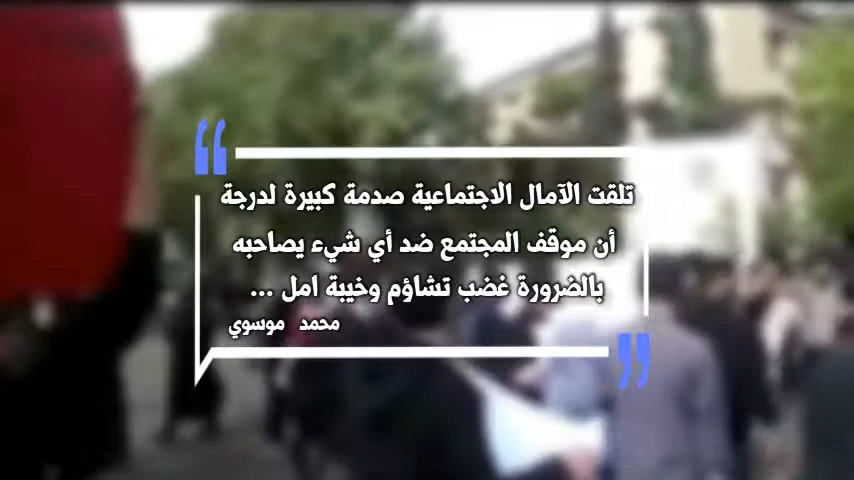 تلقت الآمال الاجتماعية صدمة كبيرة لدرجة
أن موقف المجتمع ضد أي شيء يصاحبه
بالضرورة غضب تشاؤم وخيبة امل ...
محمد موسوي